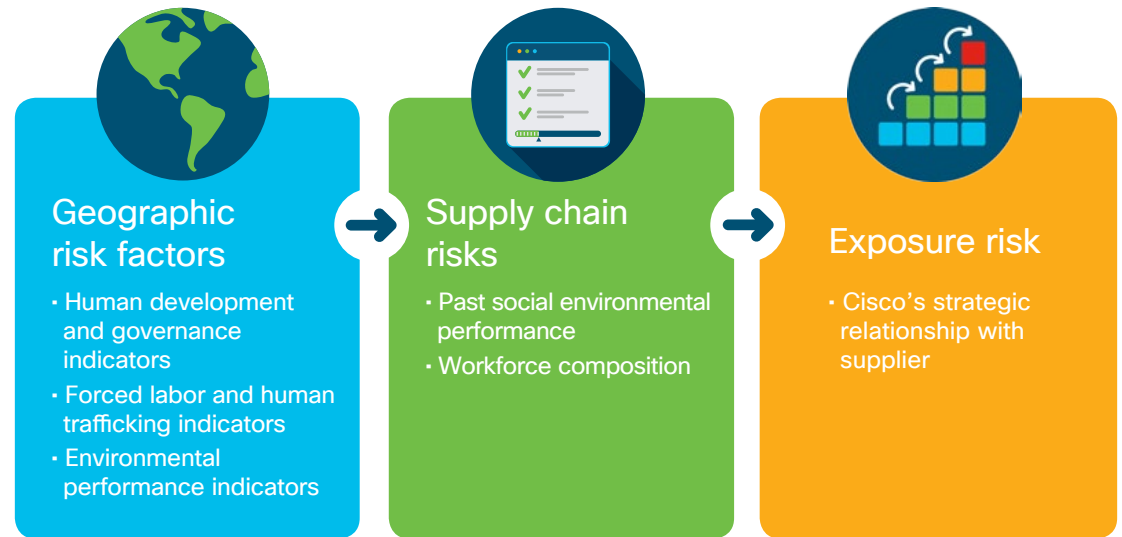 Geographic
risk factors
· Human development
and governance
indicators
· Forced labor and human
trafficking indicators
· Environmental
performance indicators
Supply chain
risks
· Past social environmental
performance
· Workforce composition
Exposure risk
· Cisco’s strategic
relationship with
supplier